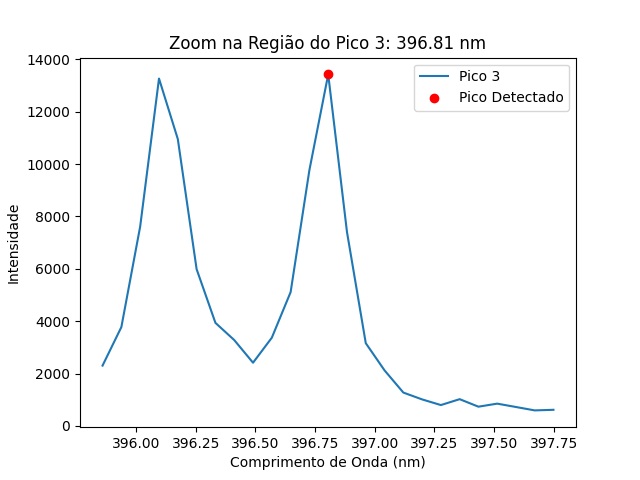 Zoom na Região do Pico 3: 396.81 nm
Pico 3
Pico Detectado
14000
12000
10000
8000
6000
4000
2000
0
Intensidade
396.00 396.25 396.50 396.75 397.00 397.25 397.50 397.75
Comprimento de Onda (nm)